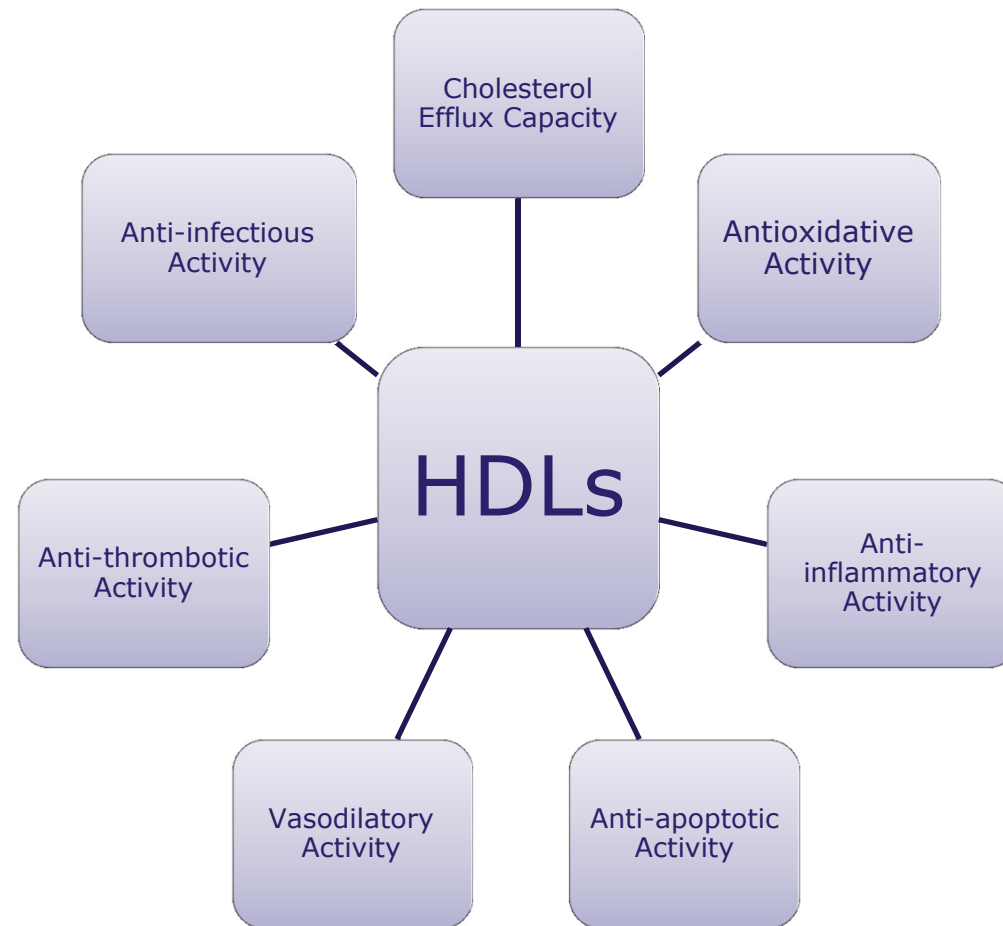 Cholesterol
Efflux Capacity
Anti-infectious
Activity
Antioxidative
Activity
HDLs
Anti-thrombotic
Activity
Anti-
inflammatory
Activity
Vasodilatory
Activity
Anti-apoptotic
Activity